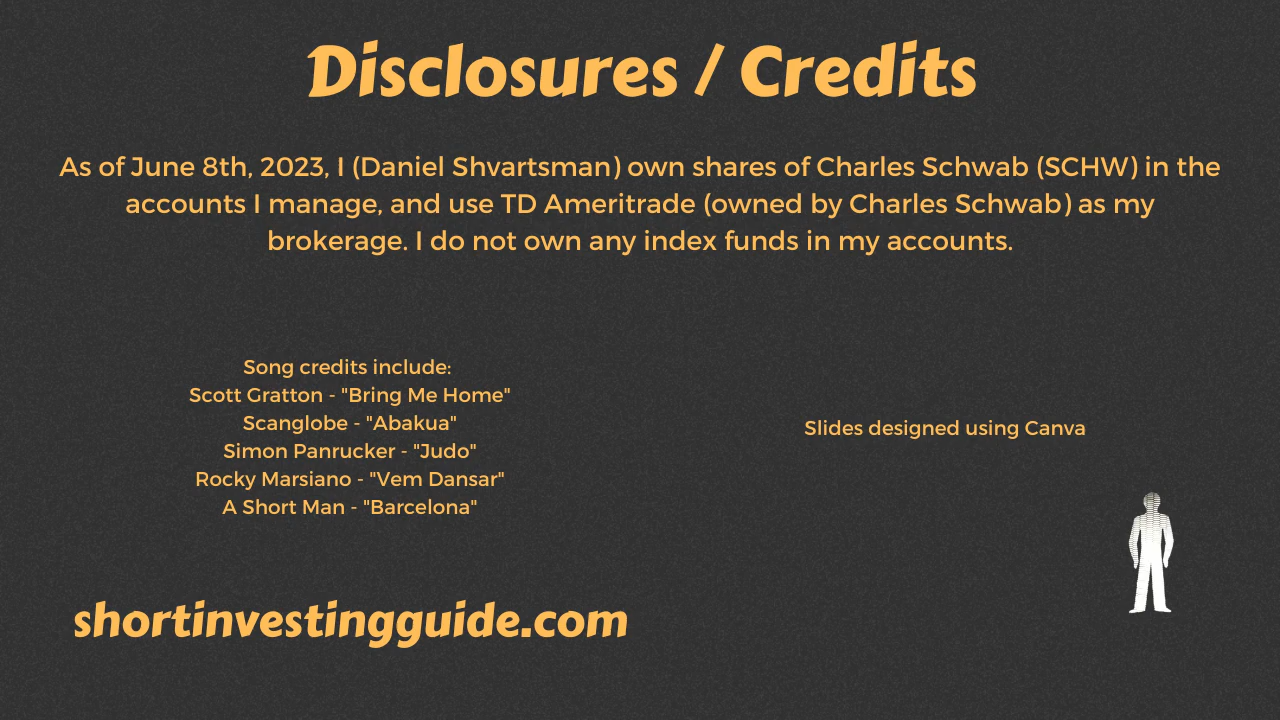 Disclosures / Credits
As of June 8th, 2023, I (Daniel Shvartsman) own shares of Charles Schwab (SCHW) in the
accounts I manage, and use TD Ameritrade (owned by Charles Schwab) as my
brokerage. I do not own any index funds in my accounts.
Song credits include:
Scott Gratton - "Bring Me Home"
Scanglobe - "Abakua"
Simon Panrucker - "Judo"
Rocky Marsiano - "Vem Dansar"
A Short Man - "Barcelona"
Slides designed using Canva
shortinvestingguide.com